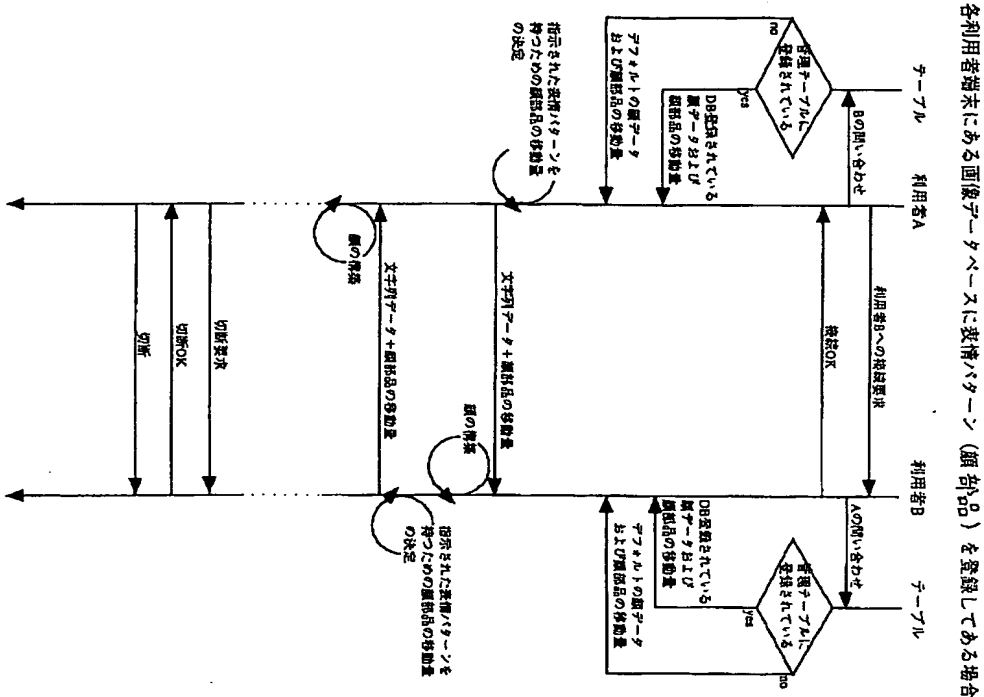 各利用者端末にある画像データベースに表情パターン（顔部品）を登録してある場合
テーブル
利用者A
利用者B
テーブル
利用者Bへの接続要求
Bの問い合わせ
Aの問い合わせ
接続OK
管理テーブルに
登録されている
no
yes
管理テーブルに
登録されている
yes
no
DB登録されている
顔データおよび
顔部品の移動量
デフォルトの顔データ
および顔部品の移動量
DB登録されている
顔データおよび
顔部品の移動量
デフォルトの顔データ
および顔部品の移動量
指示された表情パターンを
持つための顔部品の移動量
の決定
文字列データ+顔部品の移動量
顔の構築
指示された表情パターンを
持つための顔部品の移動量
の決定
文字列データ+顔部品の移動量
顔の構築
切断要求
切断OK
切断